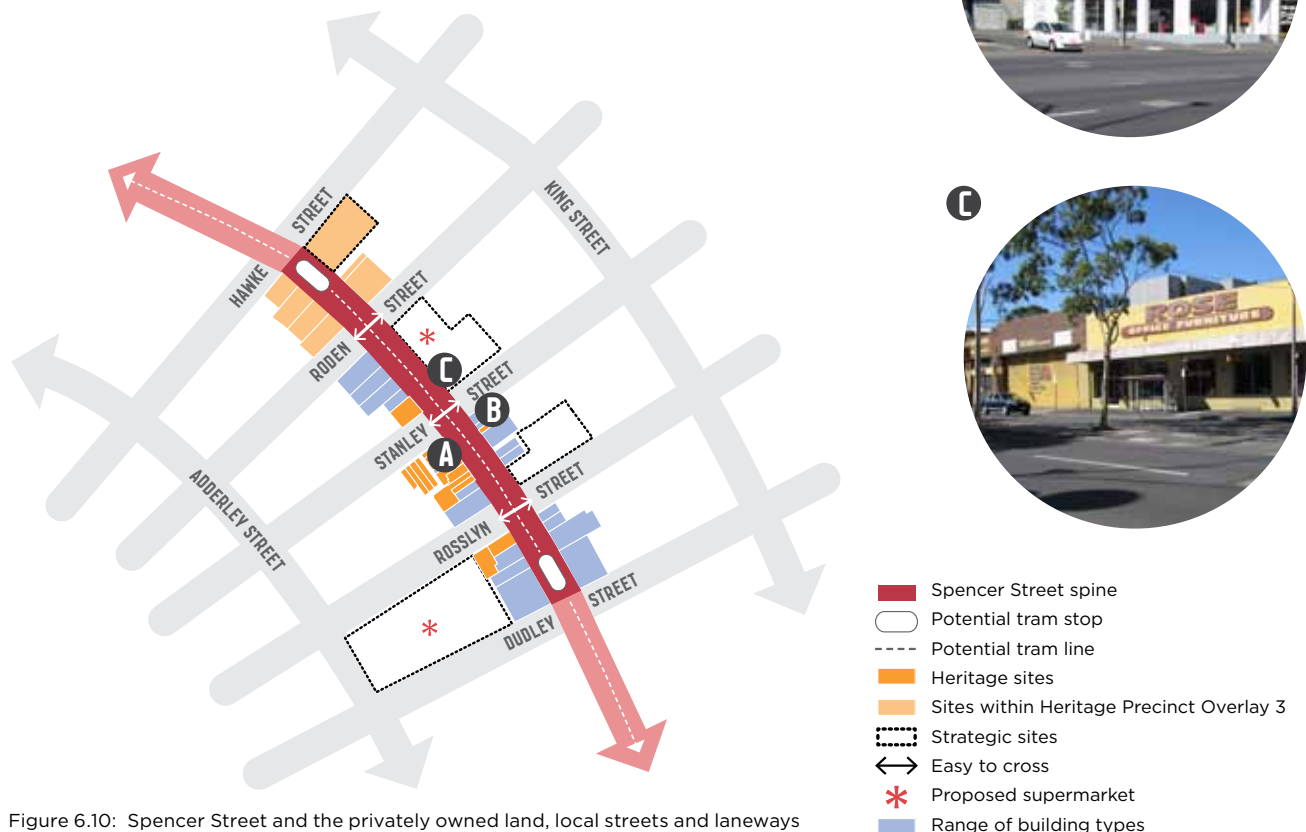 HAWKE STREET
RODEN STREET
STANLEY STREET
ROSSLYN STREET
DUDLEY STREET
KING STREET
ADDERLEY STREET
A
B
C
C
ROSE
OFFICE FURNITURE
Spencer Street spine
Potential tram stop
Potential tram line
Heritage sites
Sites within Heritage Precinct Overlay 3
Strategic sites
Easy to cross
Proposed supermarket
Range of building types
Figure 6.10: Spencer Street and the privately owned land, local streets and laneways